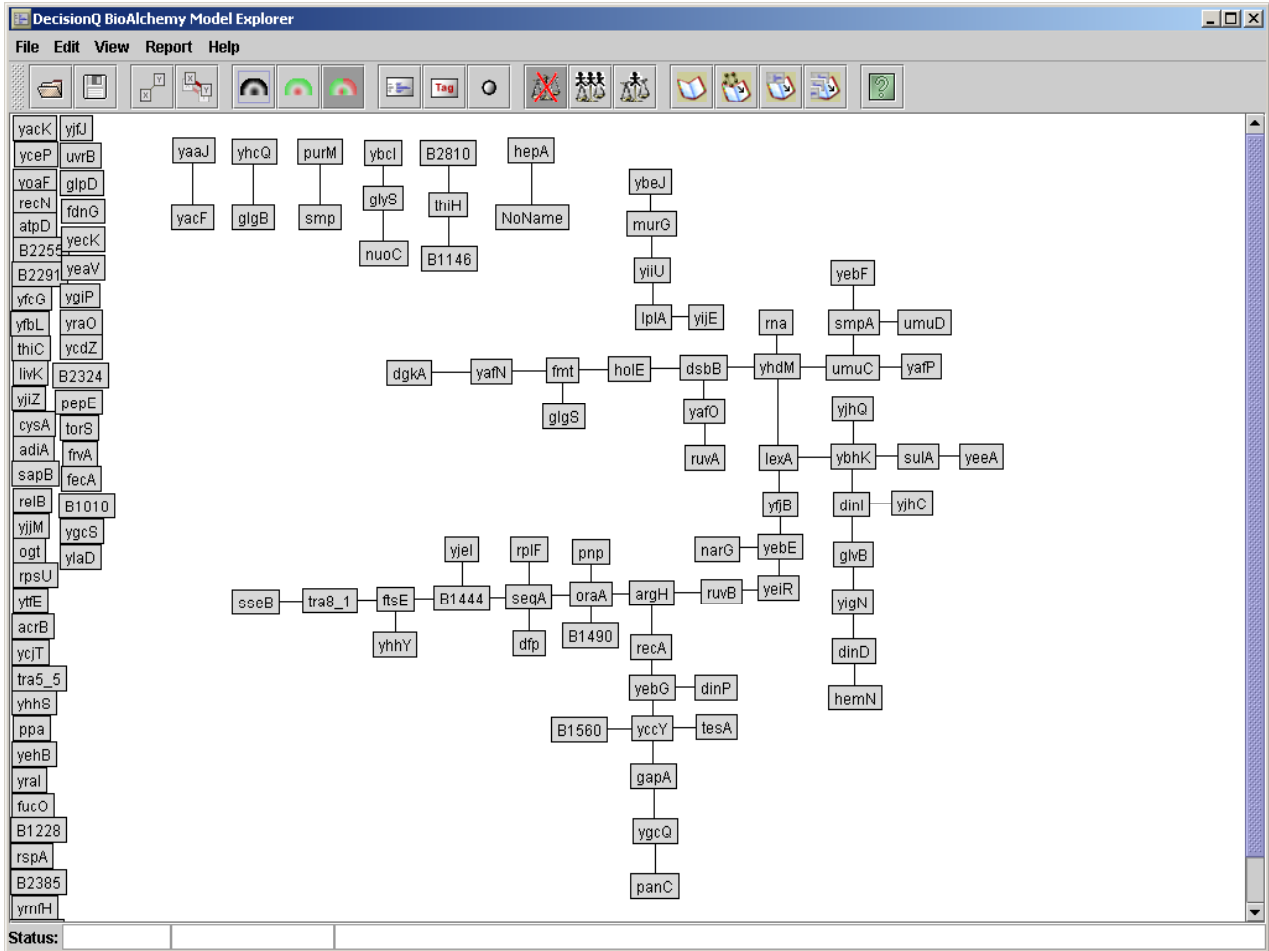 DecisionQ BioAlchemy Model Explorer
File Edit View Report Help
Tag
yacK yjfJ
yceP uvrB
yoaF glpD
recN fdnG
atpD yecK
B2255
B2291 yeaV
yfcG ygiP
yfbL yraO
thiC ycdZ
livK B2324
yjiZ pepE
cysA torS
adiA frvA
sapB fecA
relB B1010
yjjM ygcS
ogt ylaD
rpsU
ytfE
acrB
ycjT
tra5_5
yhhS
ppa
yehB
yraI
fucO
B1228
rspA
B2385
ymfH
yaaJ yhcQ purM ybcI B2810 hepA
glyS thiH
yacF glgB smp NoName
nuoC B1146
ybeJ
murG
yiiU yebF
lplA yijE rna smpA umuD
dgkA yafN fmt holE dsbB yhdM umuC yafP
glgS yafO yjhQ
ruvA lexA ybhK sulA yeeA
yfjB dinI yjhC
yjeI rplF pnp narG yebE glvB
sseB tra8_1 ftsE B1444 seqA oraA argH ruvB yeiR yigN
yhhY dfp B1490 recA dinD
yebG dinP hemN
B1560 yccY tesA
gapA
ygcQ
panC
Status: